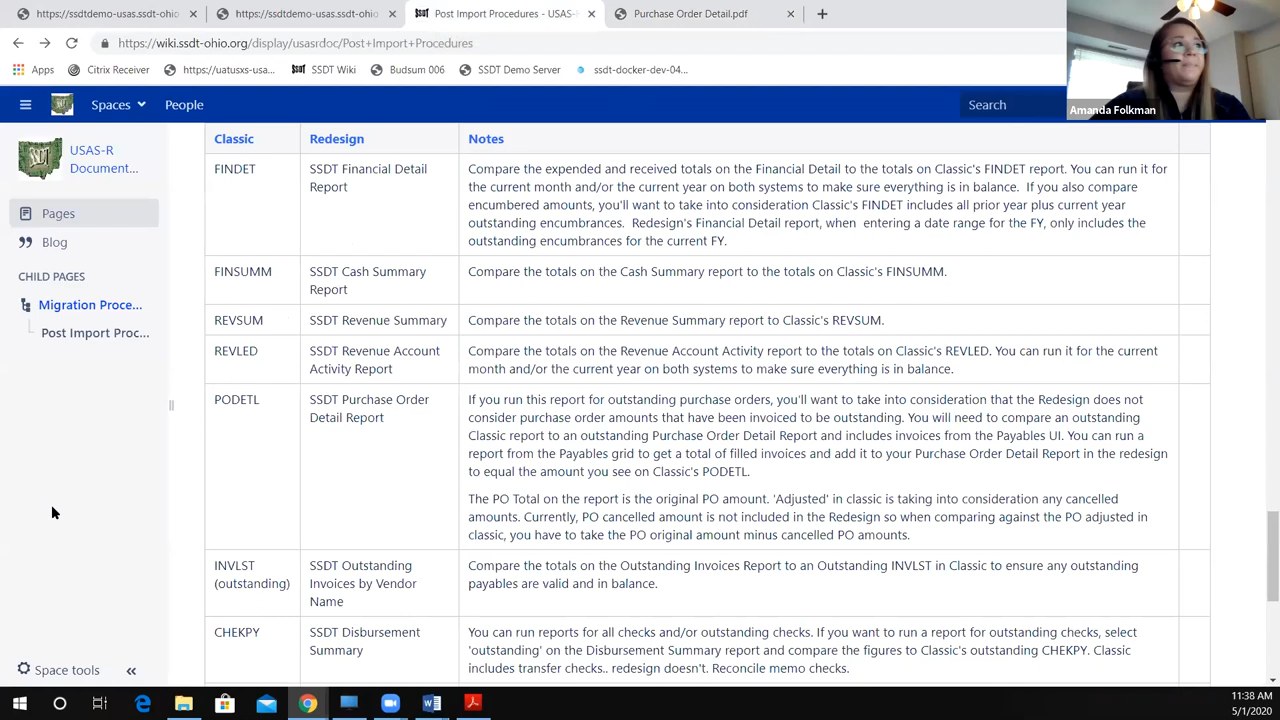 https://ssdtdemo-usas.ssdt-ohio
https://ssdtdemo-usas.ssdt-ohio
Post Import Procedures - USAS-
Purchase Order Detail.pdf
https://wiki.ssdt-ohio.org/display/usasrdoc/Post+Import+Procedures
Apps
Citrix Receiver
https://uatusxs-usa...
SSDT Wiki
Budsum 006
SSDT Demo Server
ssdt-docker-dev-04...
Amanda Folkman
Spaces
People
Search
USAS-R
Document...
Pages
Blog
CHILD PAGES
Migration Proce...
Post Import Proc...
Space tools
Classic Redesign Notes
FINDET
SSDT Financial Detail
Report
Compare the expended and received totals on the Financial Detail to the totals on Classic's FINDET report. You can run it for
the current month and/or the current year on both systems to make sure everything is in balance. If you also compare
encumbered amounts, you'll want to take into consideration Classic's FINDET includes all prior year plus current year
outstanding encumbrances. Redesign's Financial Detail report, when entering a date range for the FY, only includes the
outstanding encumbrances for the current FY.
FINSUMM
SSDT Cash Summary
Report
Compare the totals on the Cash Summary report to the totals on Classic's FINSUMM.
REVSUM
SSDT Revenue Summary
Compare the totals on the Revenue Summary report to Classic's REVSUM.
REVLED
SSDT Revenue Account
Activity Report
Compare the totals on the Revenue Account Activity report to the totals on Classic's REVLED. You can run it for the current
month and/or the current year on both systems to make sure everything is in balance.
PODETL
SSDT Purchase Order
Detail Report
If you run this report for outstanding purchase orders, you'll want to take into consideration that the Redesign does not
consider purchase order amounts that have been invoiced to be outstanding. You will need to compare an outstanding
Classic report to an outstanding Purchase Order Detail Report and includes invoices from the Payables UI. You can run a
report from the Payables grid to get a total of filled invoices and add it to your Purchase Order Detail Report in the redesign
to equal the amount you see on Classic's PODETL.
The PO Total on the report is the original PO amount. 'Adjusted' in classic is taking into consideration any cancelled
amounts. Currently, PO cancelled amount is not included in the Redesign so when comparing against the PO adjusted in
classic, you have to take the PO original amount minus cancelled PO amounts.
INVLST
(outstanding)
SSDT Outstanding
Invoices by Vendor
Name
Compare the totals on the Outstanding Invoices Report to an Outstanding INVLST in Classic to ensure any outstanding
payables are valid and in balance.
CHEKPY
SSDT Disbursement
Summary
You can run reports for all checks and/or outstanding checks. If you want to run a report for outstanding checks, select
'outstanding' on the Disbursement Summary report and compare the figures to Classic's outstanding CHEKPY. Classic
includes transfer checks.. redesign doesn't. Reconcile memo checks.
11:38 AM
5/1/2020